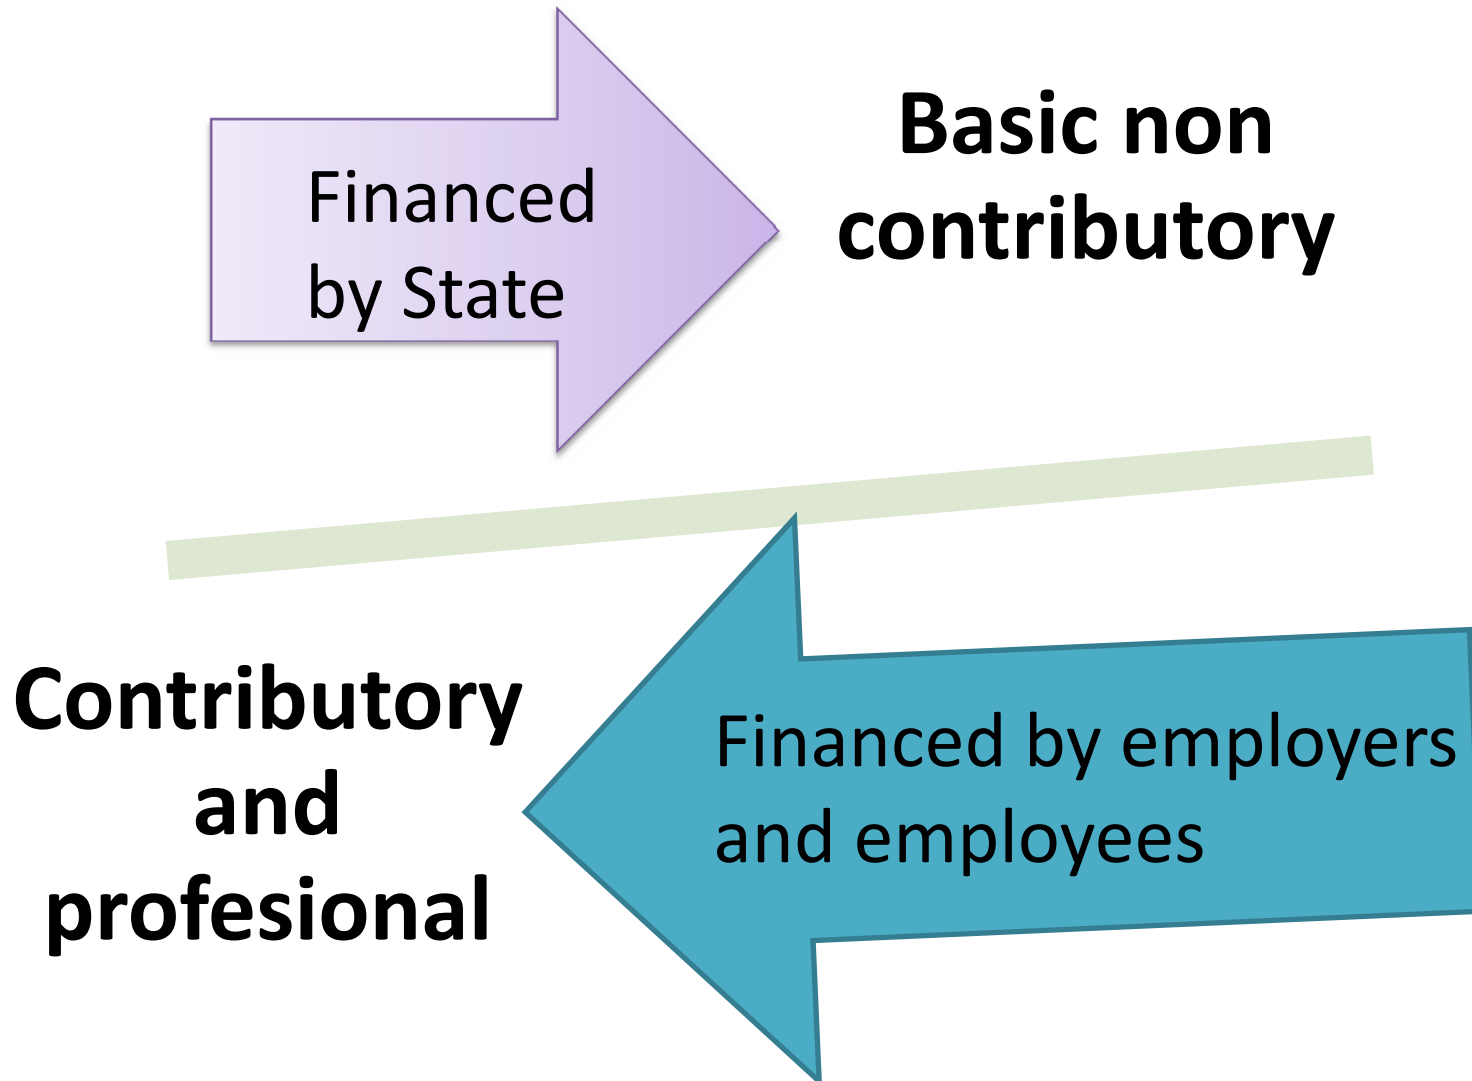 Financed
by State
Basic non
contributory
Contributory
and
profesional
Financed by employers
and employees